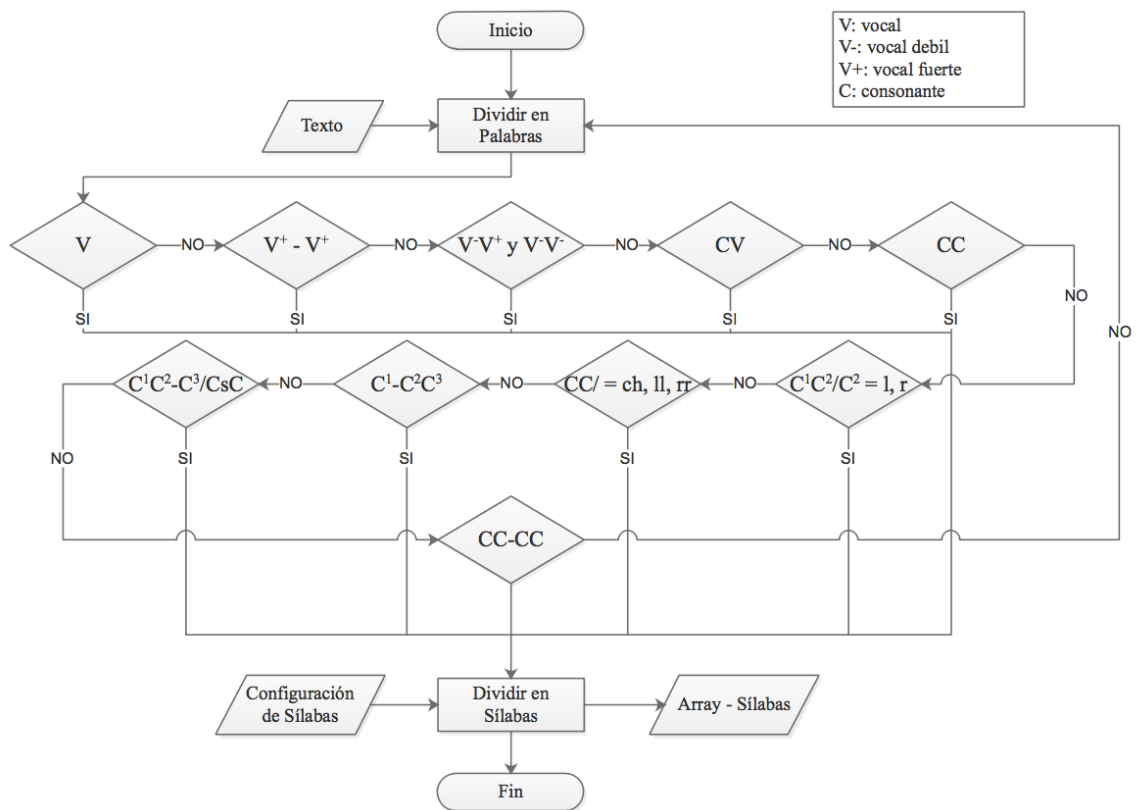 Inicio
V: vocal
V-: vocal debil
V+: vocal fuerte
C: consonante
Texto
Dividir en
Palabras
V
NO
V⁺ - V⁺
NO
V⁻V⁺ y V⁻V⁻
NO
CV
NO
CC
NO
NO
SI
SI
SI
SI
SI
C¹C²-C³/CsC
NO
C¹-C²C³
NO
CC/ = ch, ll, rr
NO
C¹C²/C² = l, r
NO
SI
SI
SI
SI
CC-CC
Configuración
de Sílabas
Dividir en
Sílabas
Array - Sílabas
Fin